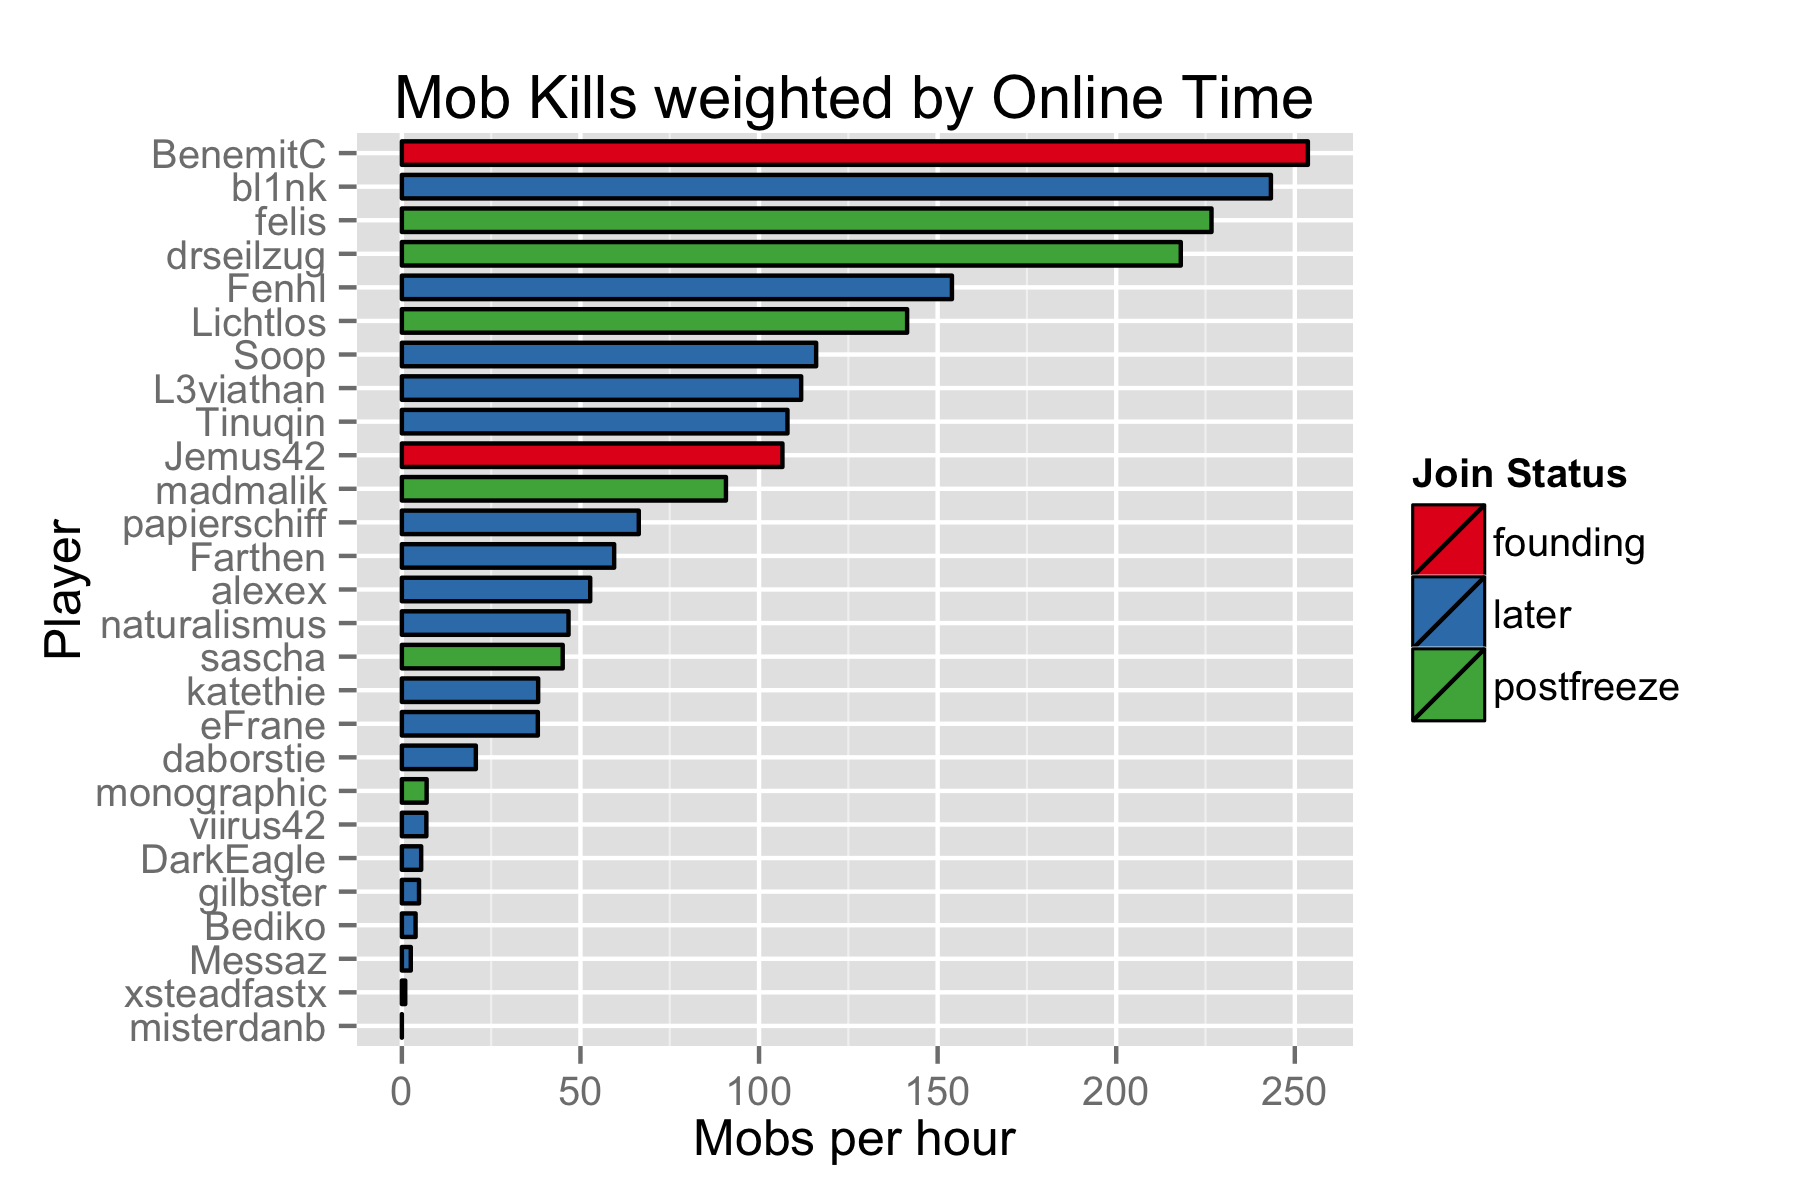 Mob Kills weighted by Online Time
Player
BenemitC
bl1nk
felis
drseilzug
Fenhl
Lichtlos
Soop
L3viathan
Tinuqin
Jemus42
madmalik
papierschiff
Farthen
alexex
naturalismus
sascha
katethie
eFrane
daborstie
monographic
viirus42
DarkEagle
gilbster
Bediko
Messaz
xsteadfastx
misterdanb
0 50 100 150 200 250
Mobs per hour
Join Status
founding
later
postfreeze